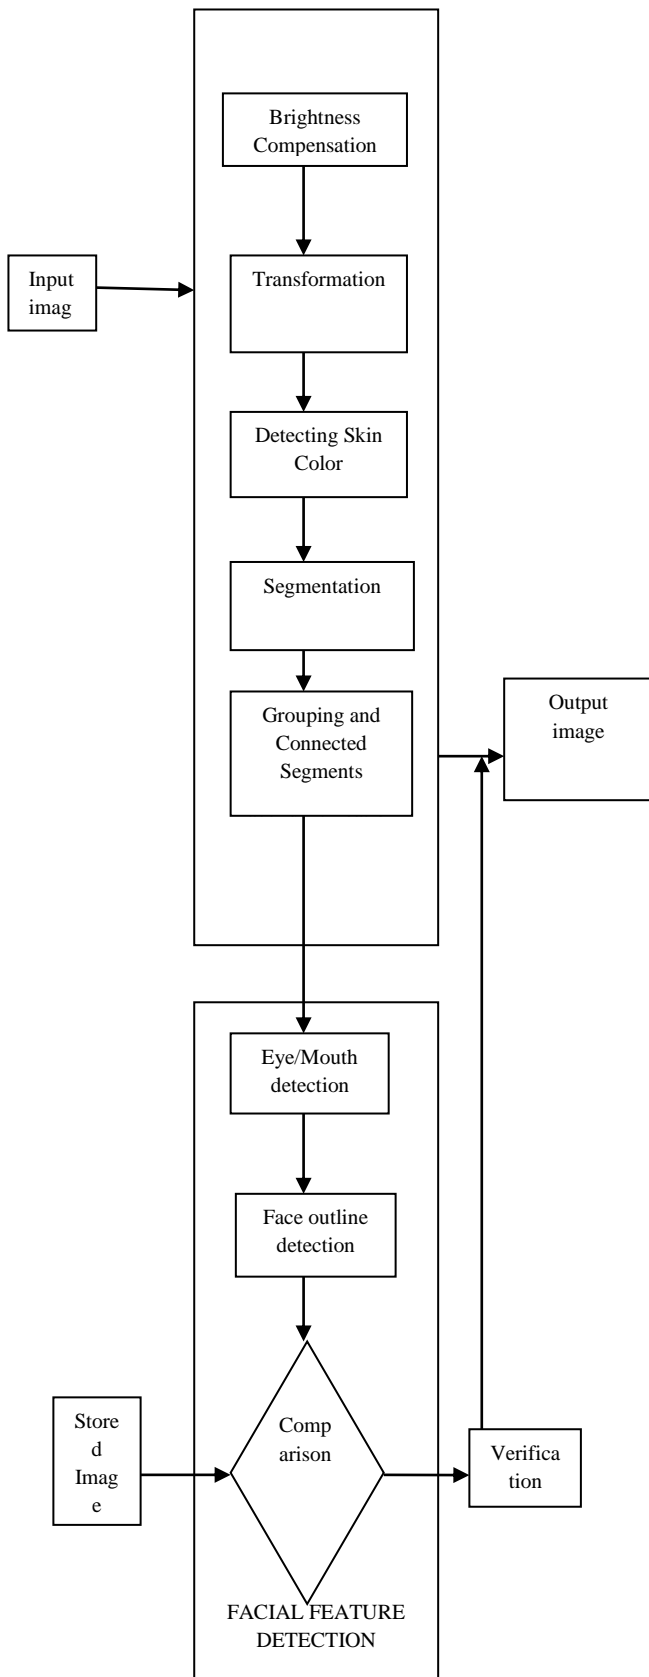 Brightness
Compensation
Input
imag
Transformation
Detecting Skin
Color
Segmentation
Grouping and
Connected
Segments
Output
image
Eye/Mouth
detection
Face outline
detection
Comp
arison
Store
d
Imag
e
Verifica
tion
FACIAL FEATURE
DETECTION